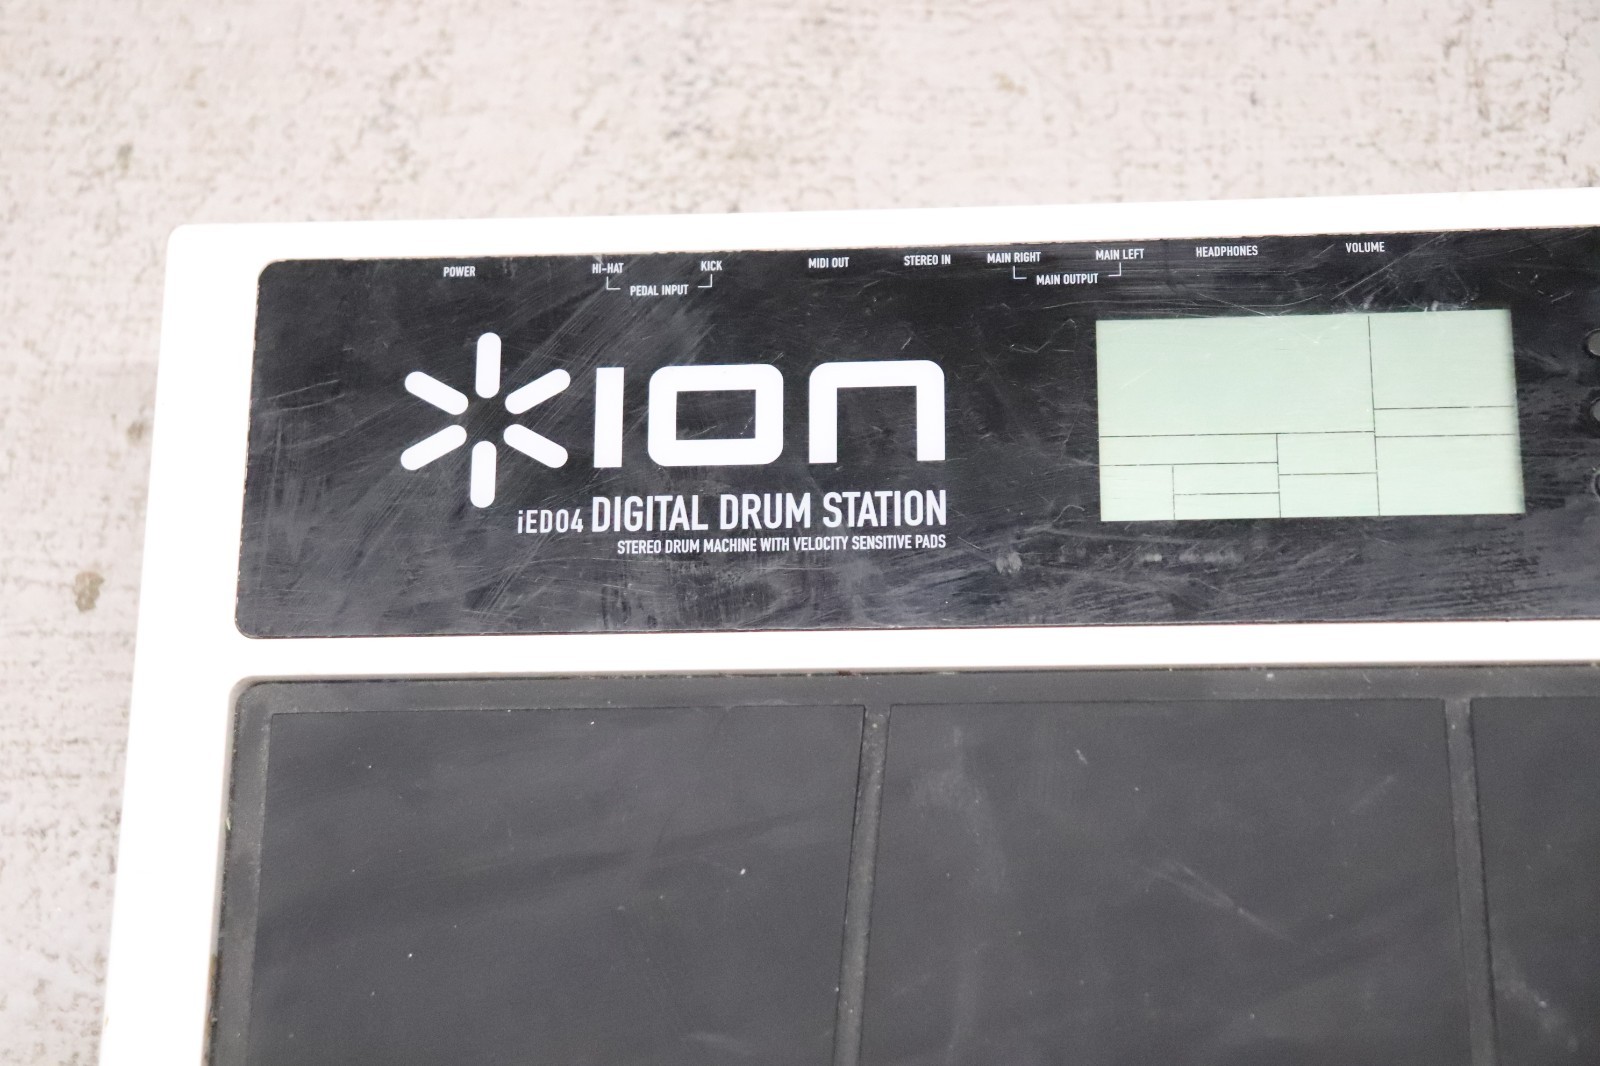 POWER HI-HAT KICK MIDI OUT STEREO IN MAIN RIGHT MAIN LEFT HEADPHONES VOLUME
PEDAL INPUT MAIN OUTPUT
ion
iED04 DIGITAL DRUM STATION
STEREO DRUM MACHINE WITH VELOCITY SENSITIVE PADS